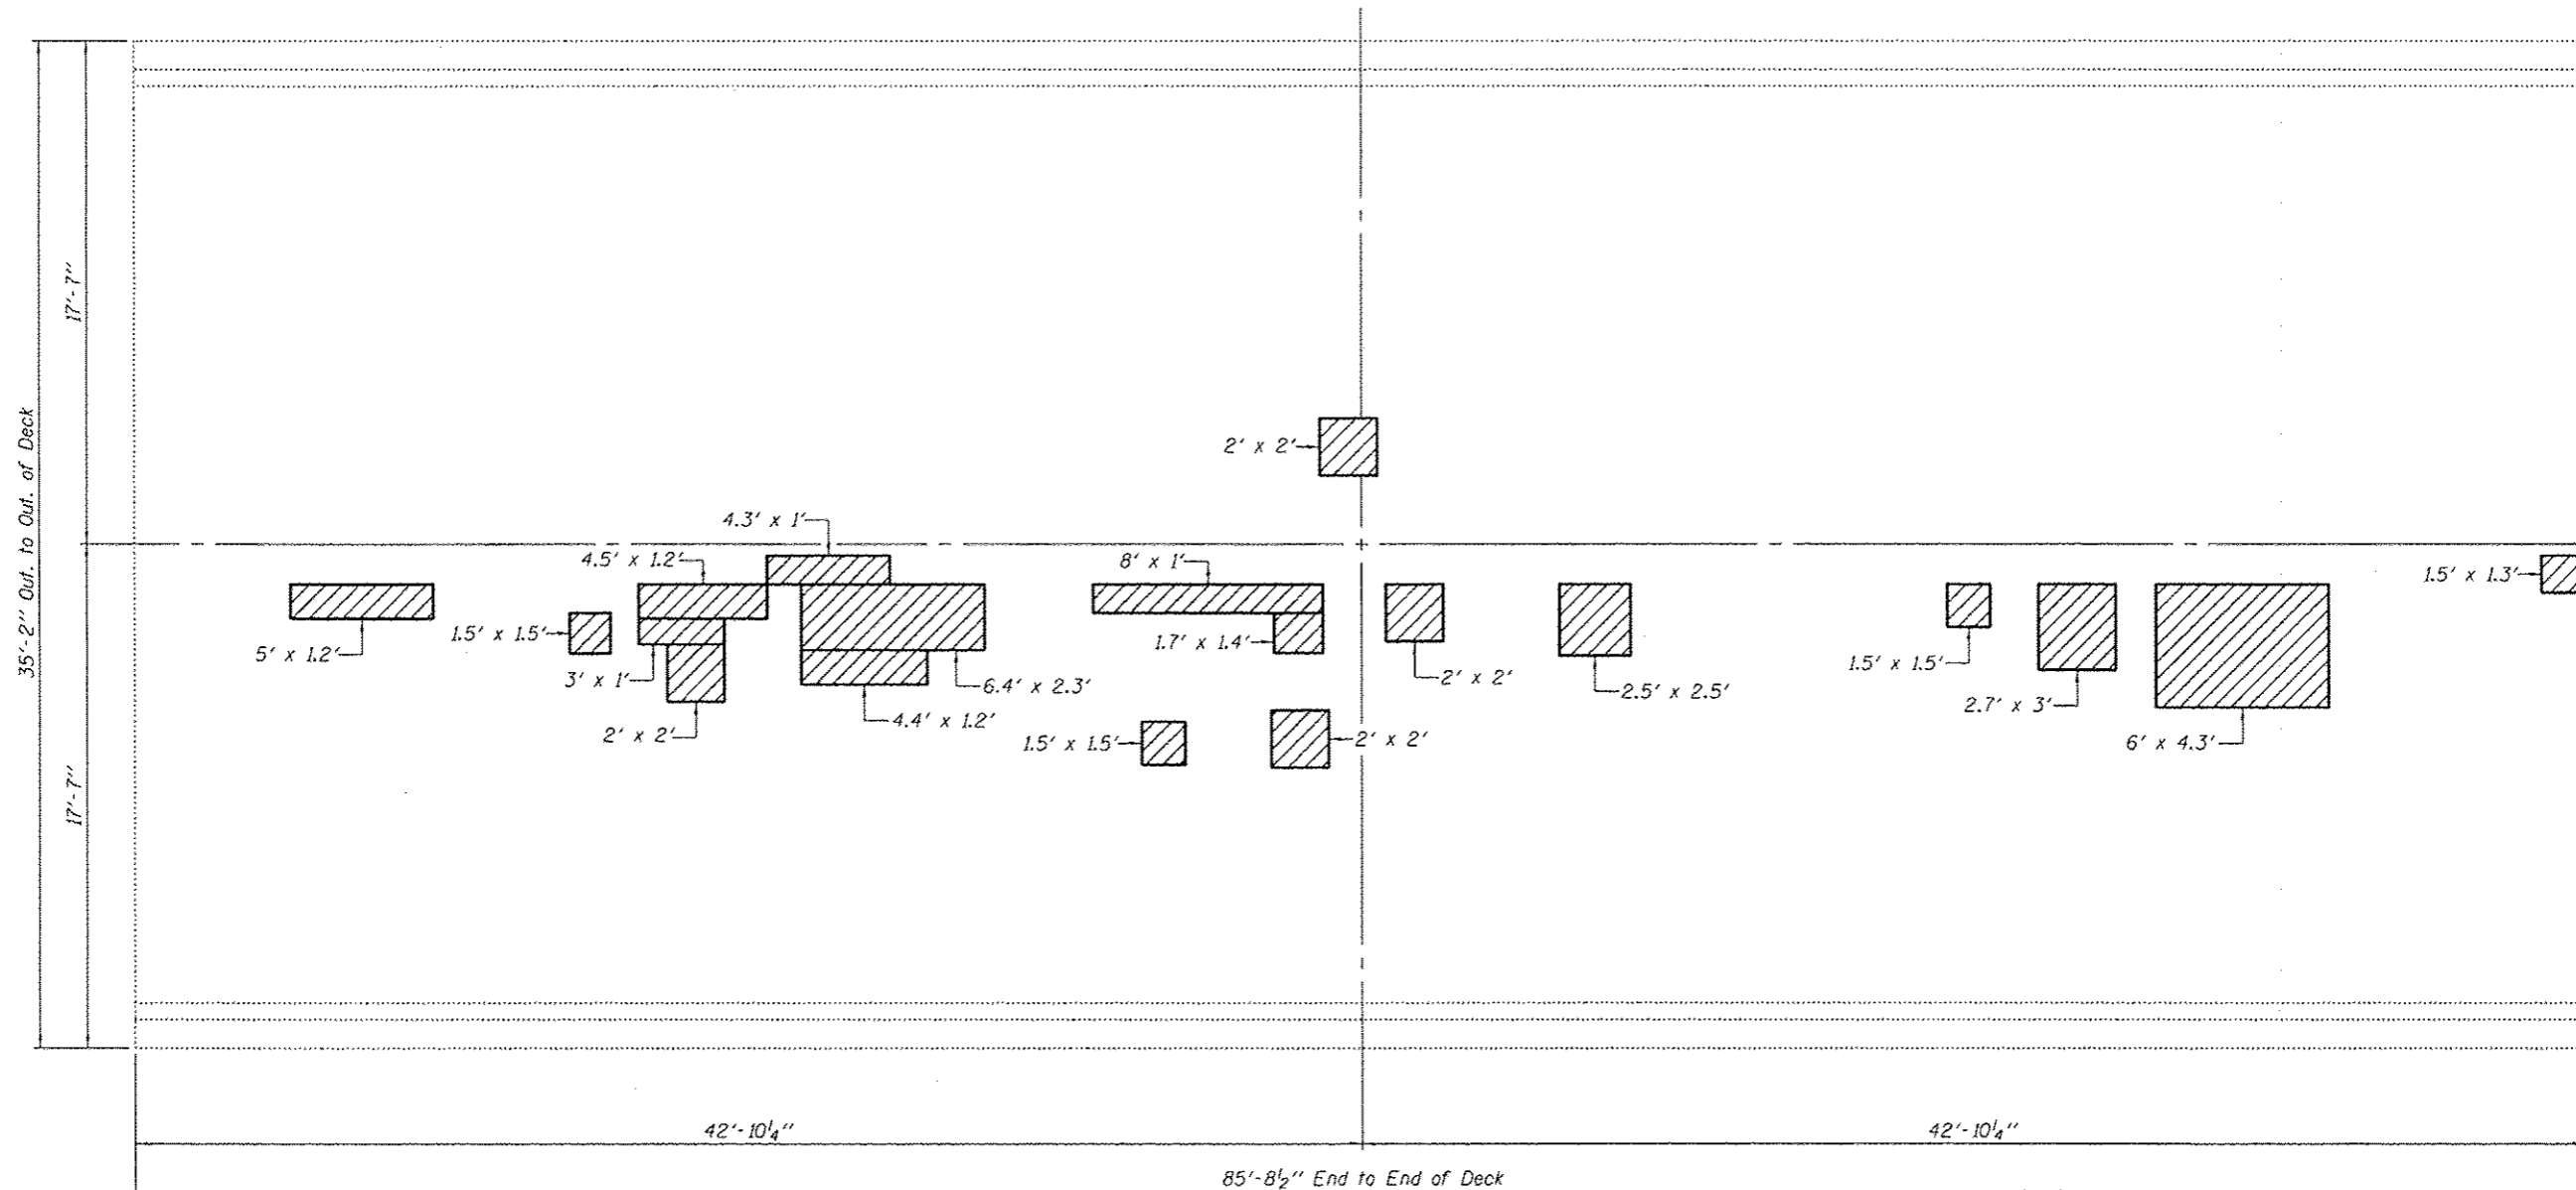 35'-2" Out. to Out. of Deck
17'-7"
17'-7"
2' x 2'
4.3' x 1'
4.5' x 1.2'
8' x 1'
1.5' x 1.3'
5' x 1.2'
1.5' x 1.5'
3' x 1'
2' x 2'
6.4' x 2.3'
4.4' x 1.2'
1.7' x 1.4'
1.5' x 1.5'
2' x 2'
2' x 2'
2.5' x 2.5'
1.5' x 1.5'
2.7' x 3'
6' x 4.3'
42'-10¼"
42'-10¼"
85'-8½" End to End of Deck